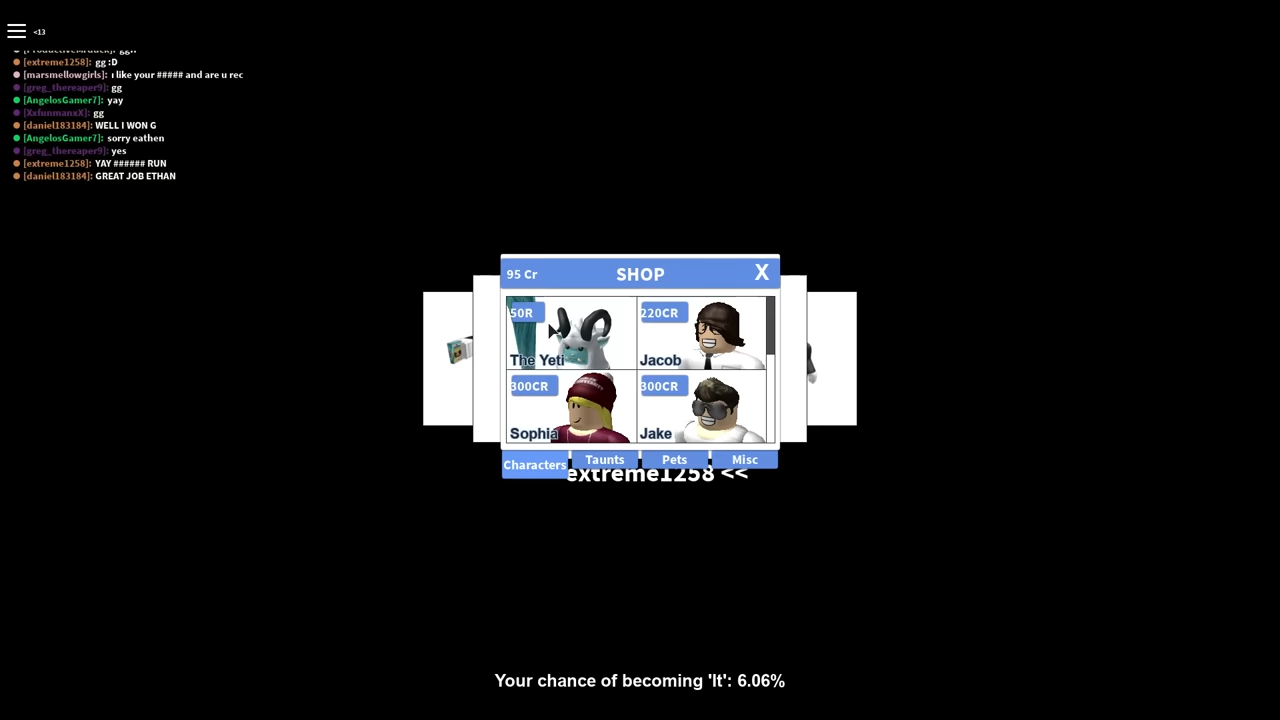 <13
[extreme1258]: gg :D
[marsmellowgirls]: i like your ##### and are u rec
[greg_thereaper9]: gg
[AngelosGamer7]: yay
[XxfunmanxX]: gg
[daniel183184]: WELL I WON G
[AngelosGamer7]: sorry eathen
[greg_thereaper9]: yes
[extreme1258]: YAY ###### RUN
[daniel183184]: GREAT JOB ETHAN
95 Cr SHOP X
50R 220CR
The Yeti Jacob
300CR 300CR
Sophia Jake
Characters Taunts Pets Misc
extreme1258 <<
Your chance of becoming 'It': 6.06%